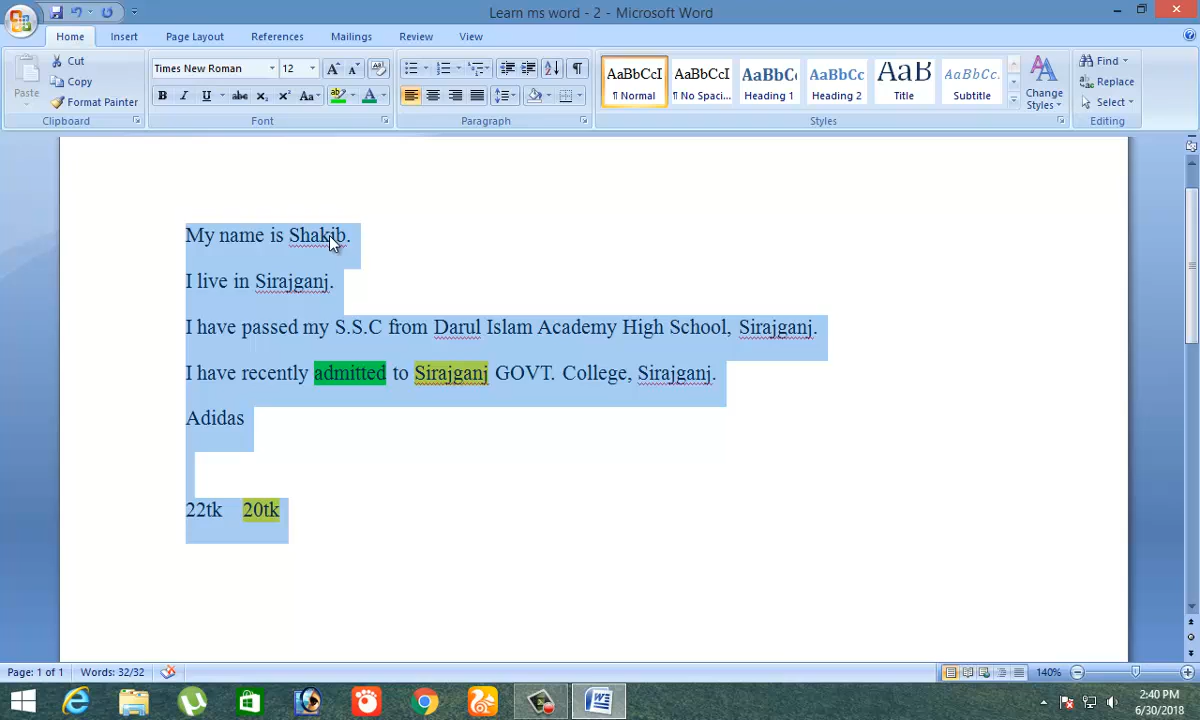 Learn ms word - 2 - Microsoft Word
Home Insert Page Layout References Mailings Review View
Paste Cut Copy Format Painter Clipboard
Times New Roman 12 Font
Paragraph
AaBbCcI ¶ Normal AaBbCcI ¶ No Spaci... AaBbCc Heading 1 AaBbCc Heading 2 AaB Title AaBbCc. Subtitle Change Styles Styles
Find Replace Select Editing
My name is Shakib.
I live in Sirajganj.
I have passed my S.S.C from Darul Islam Academy High School, Sirajganj.
I have recently admitted to Sirajganj GOVT. College, Sirajganj.
Adidas
22tk 20tk
Page: 1 of 1 Words: 32/32 140%
2:40 PM
6/30/2018